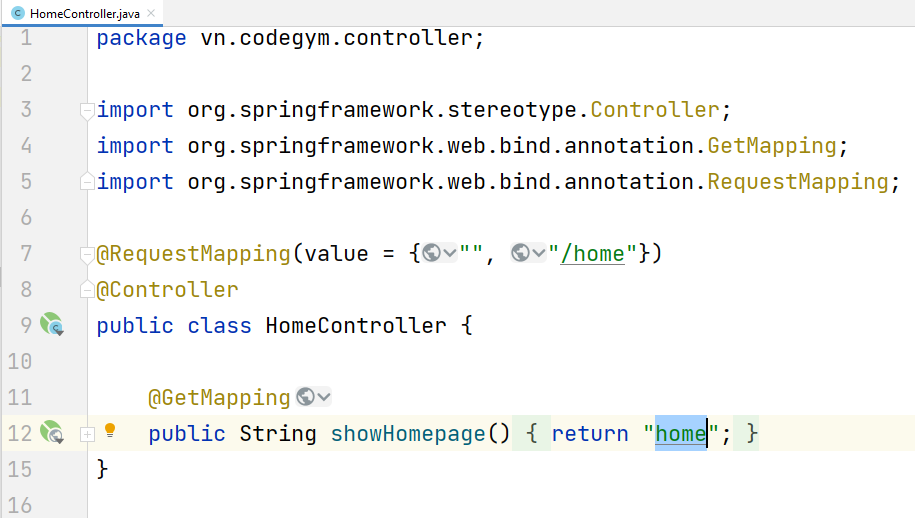 HomeController.java
1 package vn.codegym.controller;
2
3 import org.springframework.stereotype.Controller;
4 import org.springframework.web.bind.annotation.GetMapping;
5 import org.springframework.web.bind.annotation.RequestMapping;
6
7 @RequestMapping(value = {"", "/home"})
8 @Controller
9 public class HomeController {
10
11 @GetMapping
12 public String showHomepage() { return "home"; }
15 }
16